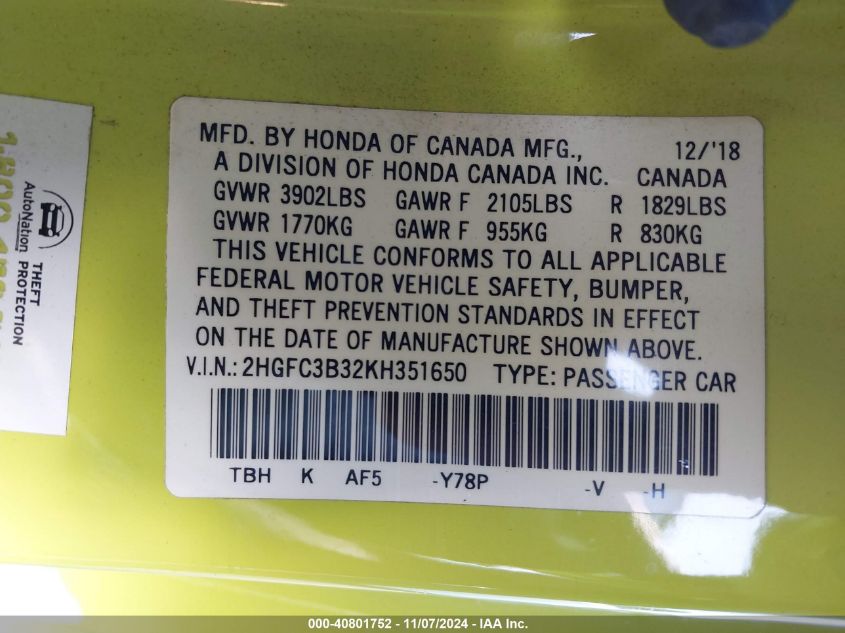 MFD. BY HONDA OF CANADA MFG., 12/'18
A DIVISION OF HONDA CANADA INC. CANADA
GVWR 3902LBS GAWR F 2105LBS R 1829LBS
GVWR 1770KG GAWR F 955KG R 830KG
THIS VEHICLE CONFORMS TO ALL APPLICABLE
FEDERAL MOTOR VEHICLE SAFETY, BUMPER,
AND THEFT PREVENTION STANDARDS IN EFFECT
ON THE DATE OF MANUFACTURE SHOWN ABOVE.
V.I.N.: 2HGFC3B32KH351650 TYPE: PASSENGER CAR
TBH K AF5 -Y78P -V -H
AutoNation
THEFT
PROTECTION
000-40801752 - 11/07/2024 - IAA Inc.